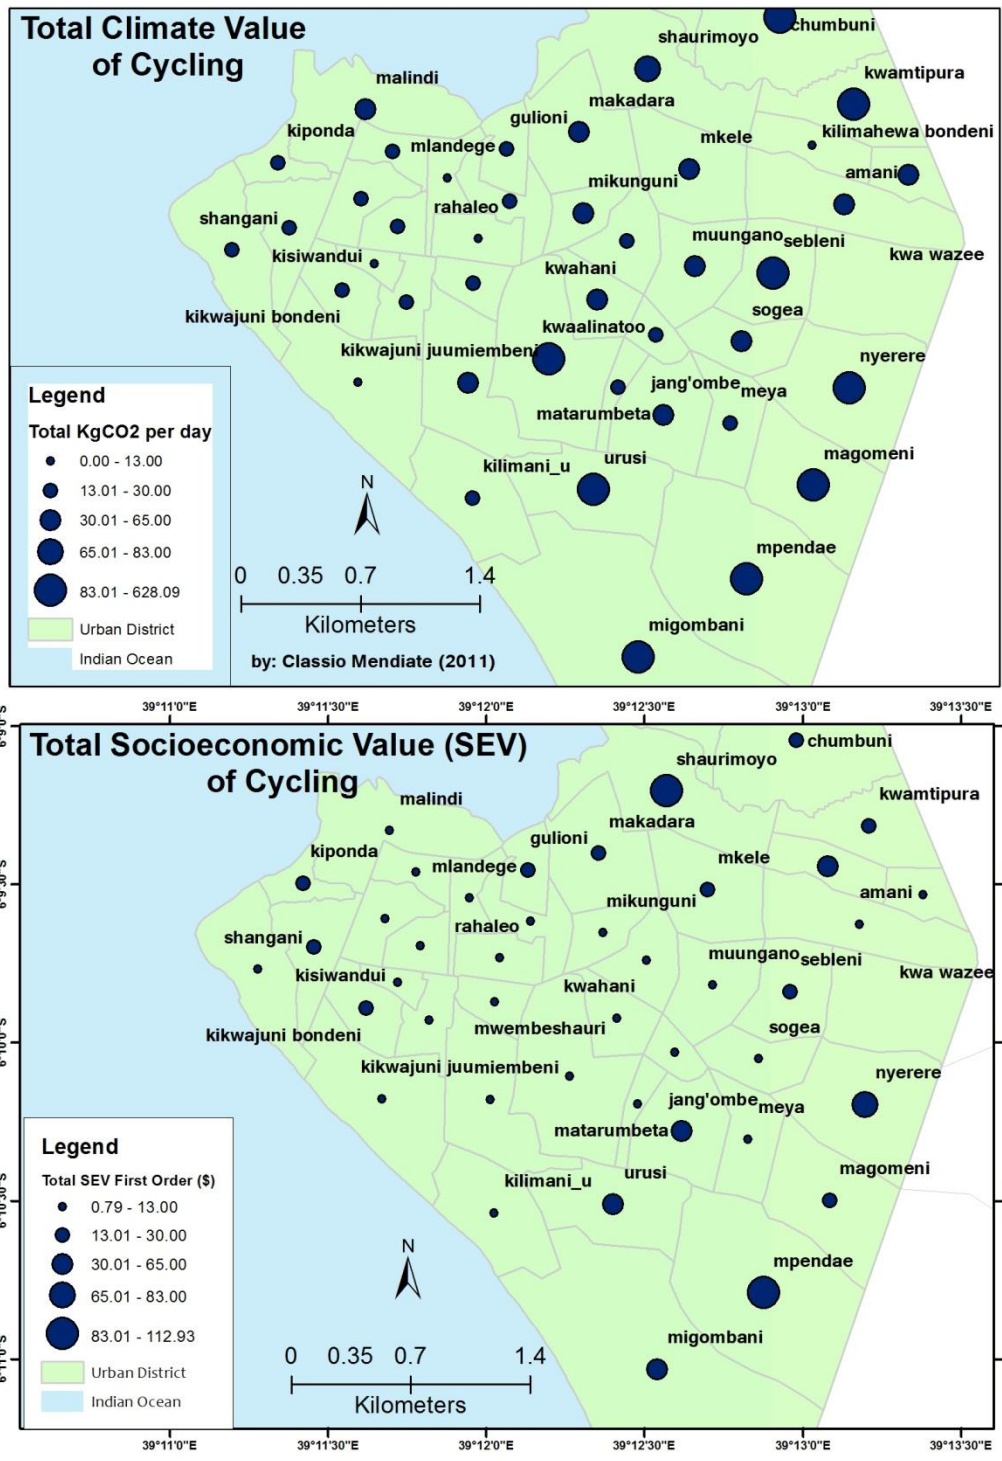 Total Climate Value
of Cycling
chumbuni
shaurimoyo
malindi
kwamtipura
makadara
gulioni
kiponda
kilimahewa bondeni
mkele
mlandege
amani
mikunguni
rahaleo
shangani
muungano
sebleni
kisiwandui
kwa wazee
kwahani
kikwajuni bondeni
sogea
kwaalinatoo
kikwajuni juu
miembeni
nyerere
jang'ombe
meya
matarumbeta
magomeni
urusi
kilimani_u
mpendae
migombani
Legend
Total KgCO2 per day
0.00 - 13.00
13.01 - 30.00
30.01 - 65.00
65.01 - 83.00
83.01 - 628.09
Urban District
Indian Ocean
N
0 0.35 0.7 1.4
Kilometers
by: Classio Mendiate (2011)
39°11'0"E 39°11'30"E 39°12'0"E 39°12'30"E 39°13'0"E 39°13'30"E
Total Socioeconomic Value (SEV)
of Cycling
chumbuni
shaurimoyo
malindi
kwamtipura
makadara
gulioni
kiponda
mkele
mlandege
amani
mikunguni
rahaleo
shangani
muungano
sebleni
kisiwandui
kwa wazee
kwahani
mwembeshauri
sogea
kikwajuni bondeni
kikwajuni juu
miembeni
nyerere
jang'ombe
meya
matarumbeta
magomeni
urusi
kilimani_u
mpendae
migombani
Legend
Total SEV First Order ($)
0.79 - 13.00
13.01 - 30.00
30.01 - 65.00
65.01 - 83.00
83.01 - 112.93
Urban District
Indian Ocean
N
0 0.35 0.7 1.4
Kilometers
39°11'0"E 39°11'30"E 39°12'0"E 39°12'30"E 39°13'0"E 39°13'30"E